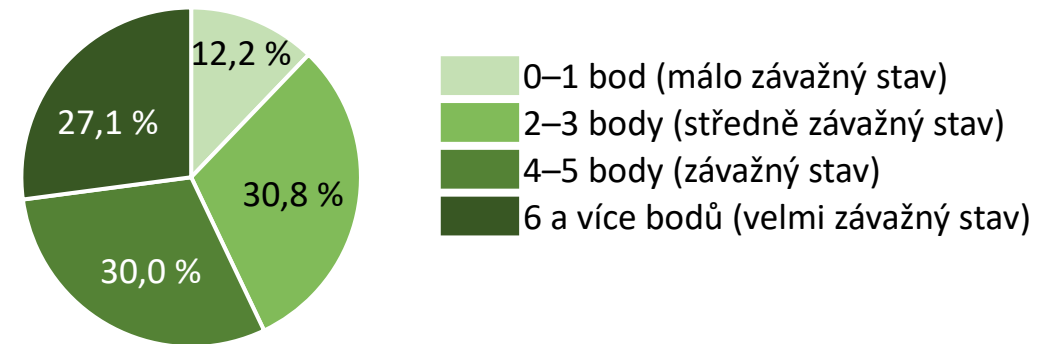 12,2 %
30,8 %
30,0 %
27,1 %
0–1 bod (málo závažný stav)
2–3 body (středně závažný stav)
4–5 body (závažný stav)
6 a více bodů (velmi závažný stav)